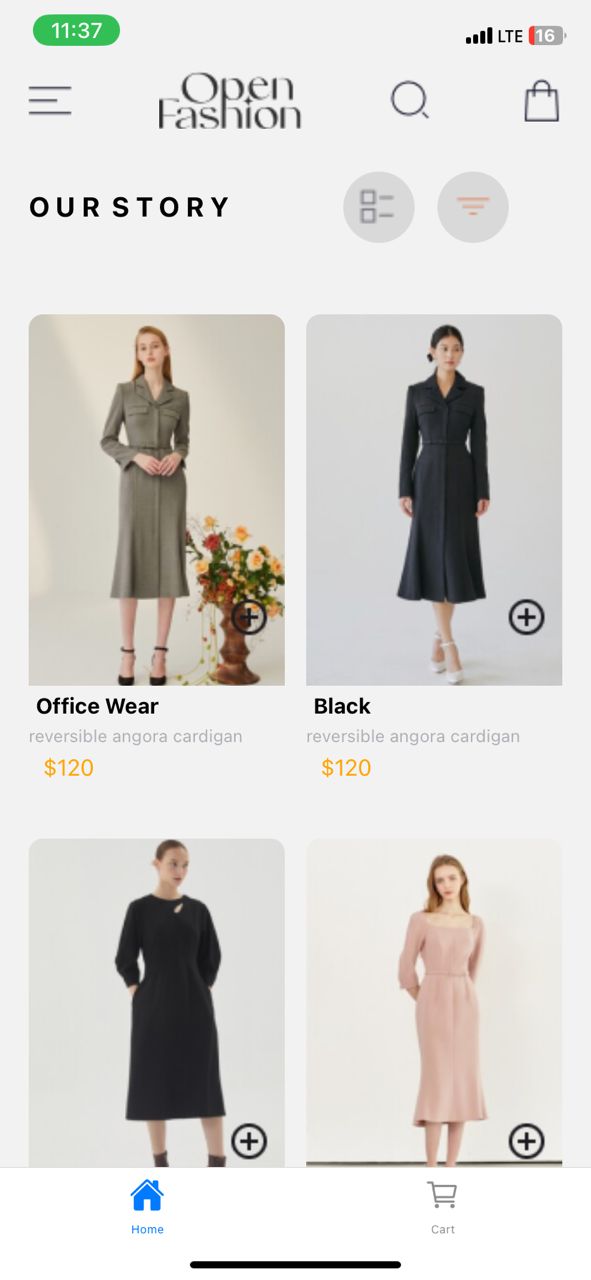 11:37
LTE 16
Open
Fashion
OUR STORY
Office Wear
Black
reversible angora cardigan
reversible angora cardigan
$120
$120
Home
Cart